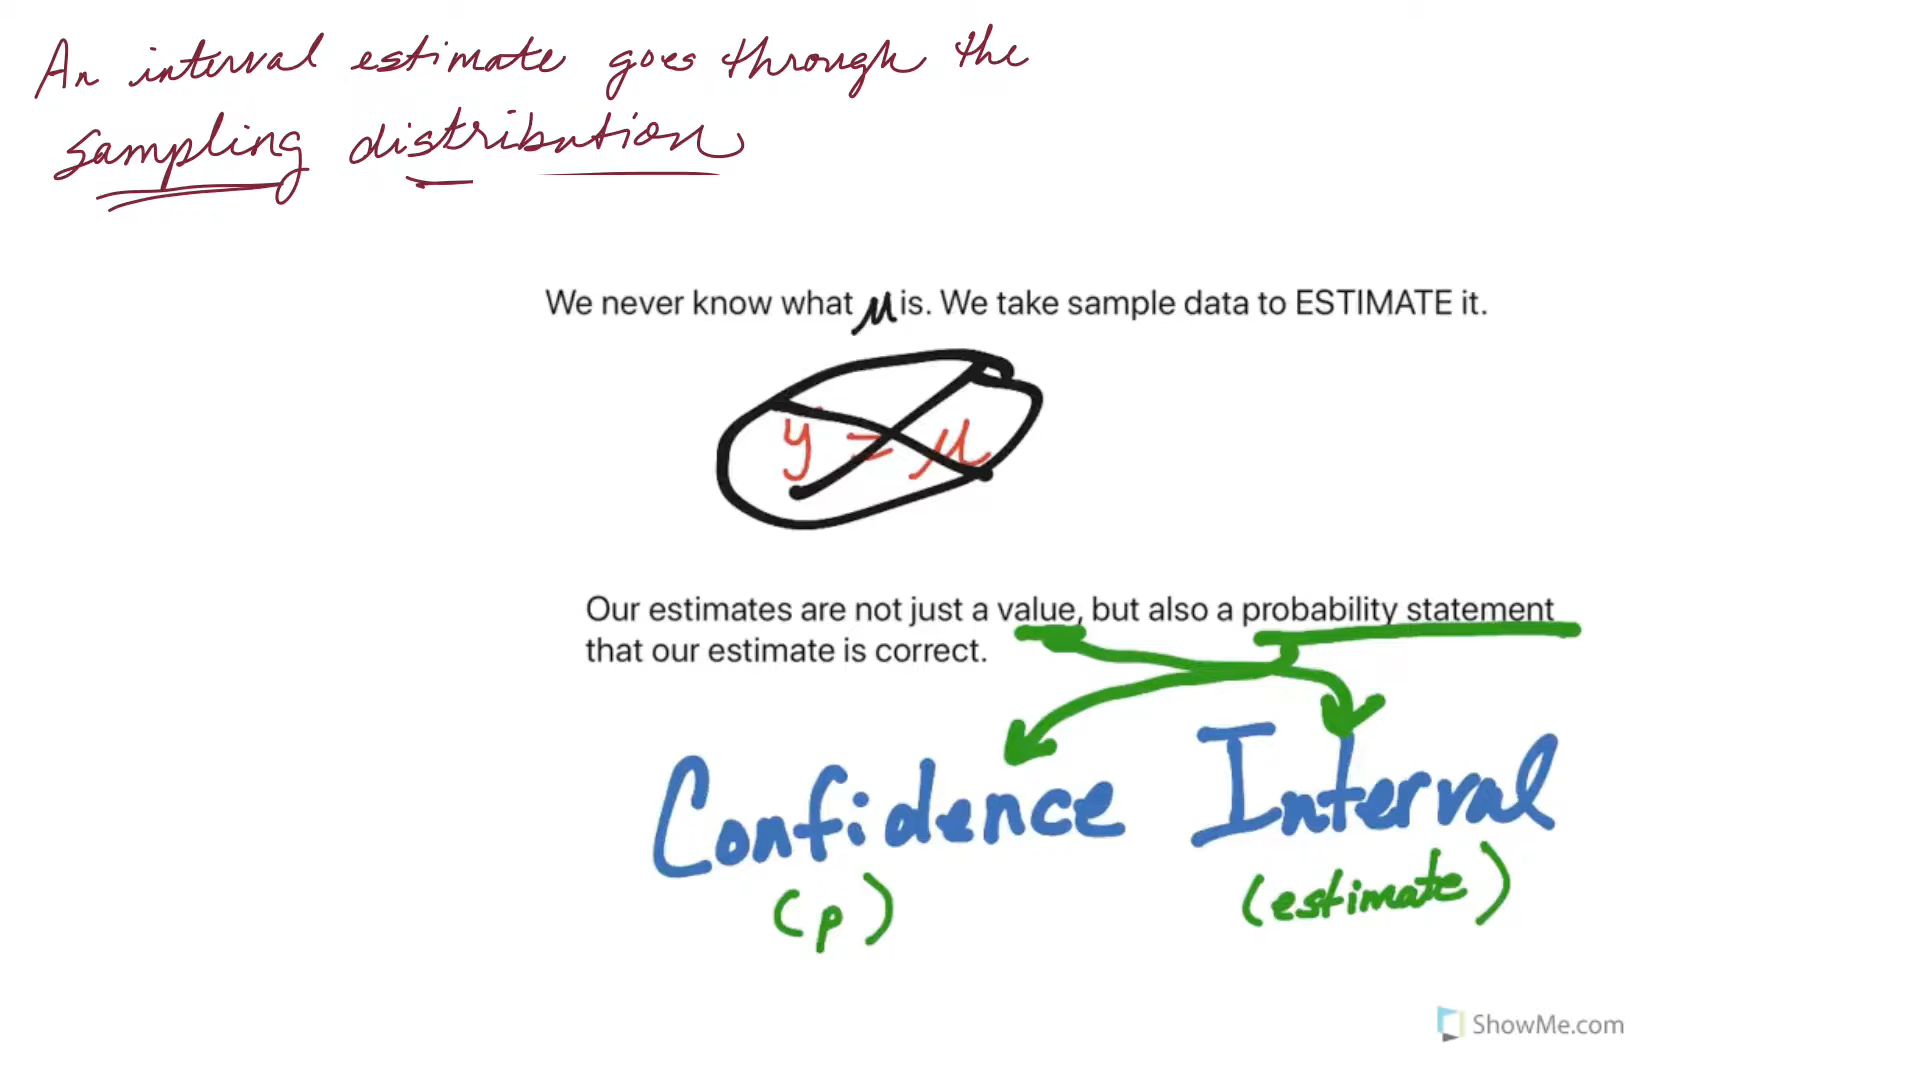 An interval estimate goes through the
sampling distribution
We never know what μ is. We take sample data to ESTIMATE it.
y = μ
Our estimates are not just a value, but also a probability statement
that our estimate is correct.
Confidence Interval
(p) (estimate)
ShowMe.com